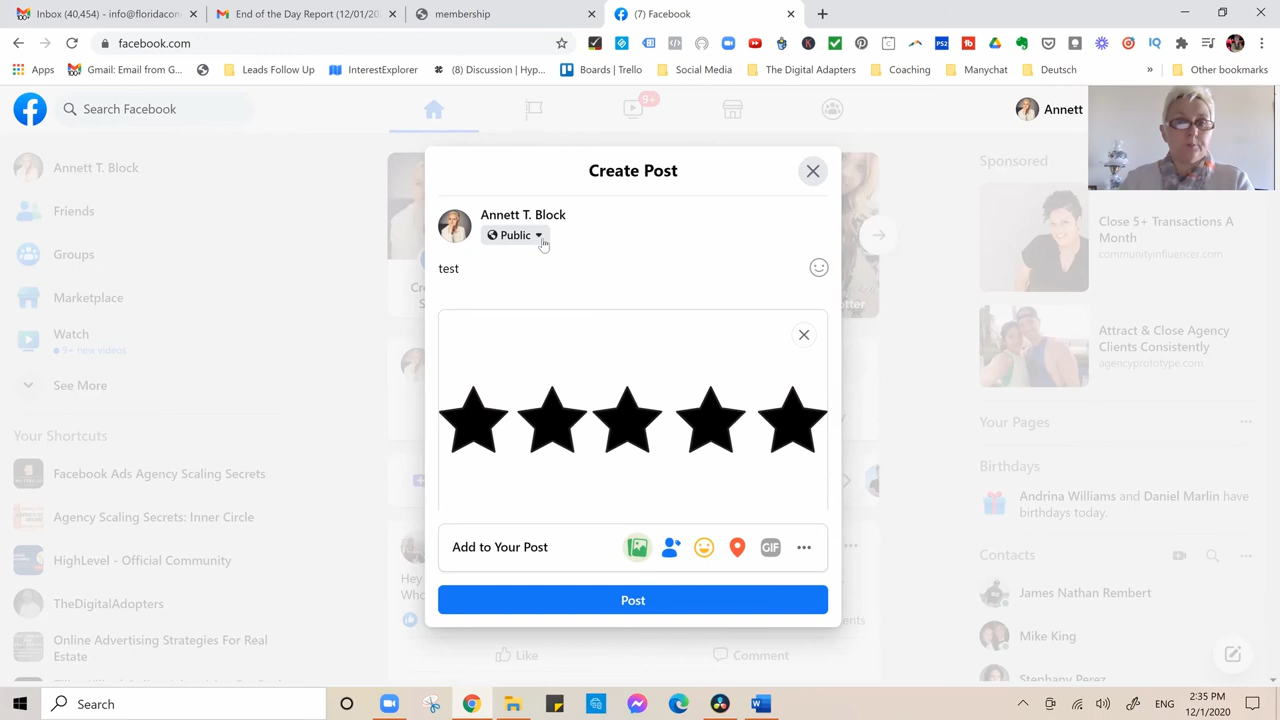 Inbox (40,454) - info@floridacon
End of the Day Report (12/01/20
membership
(7) Facebook
facebook.com
Apps
Gmail: Email from G...
Leads Follow Up
InterestExplorer
(8) Discussion | Hyp...
Boards | Trello
Social Media
The Digital Adapters
Coaching
Manychat
Deutsch
»
Other bookmarks
Search Facebook
9+
Annett
Annett T. Block
Friends
Groups
Marketplace
Watch
9+ new videos
See More
Your Shortcuts
Facebook Ads Agency Scaling Secrets
Agency Scaling Secrets: Inner Circle
HighLevel - Official Community
TheDigitalAdopters
Online Advertising Strategies For Real
Estate
Create Post
Annett T. Block
Public
test
Add to Your Post
GIF
Post
Like
Comment
Sponsored
Close 5+ Transactions A
Month
communityinfluencer.com
Attract & Close Agency
Clients Consistently
agencyprototype.com
Your Pages
Birthdays
Andrina Williams and Daniel Marlin have
birthdays today.
Contacts
James Nathan Rembert
Mike King
Stephany Perez
Search
ENG
2:35 PM
12/1/2020